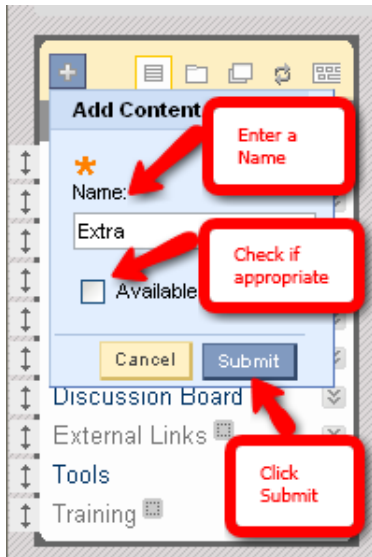 +
Add Content
Enter a
Name
*
Name:
Extra
Check if
appropriate
Available
Cancel
Submit
Discussion Board
External Links
Tools
Click
Submit
Training